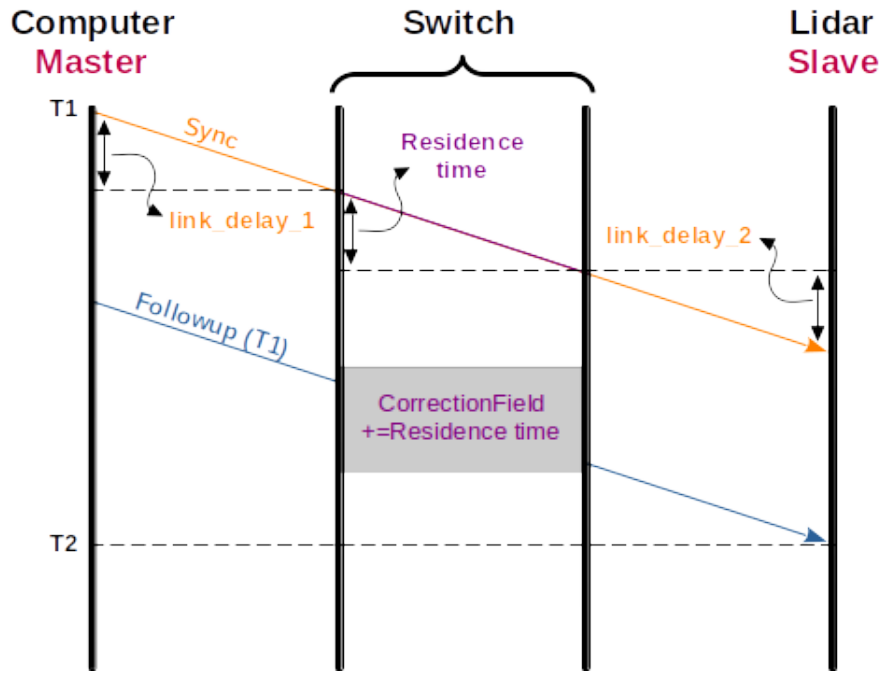 Computer
Master
Switch
Lidar
Slave
T1
Sync
Residence
time
link_delay_1
link_delay_2
Followup (T1)
CorrectionField
+=Residence time
T2